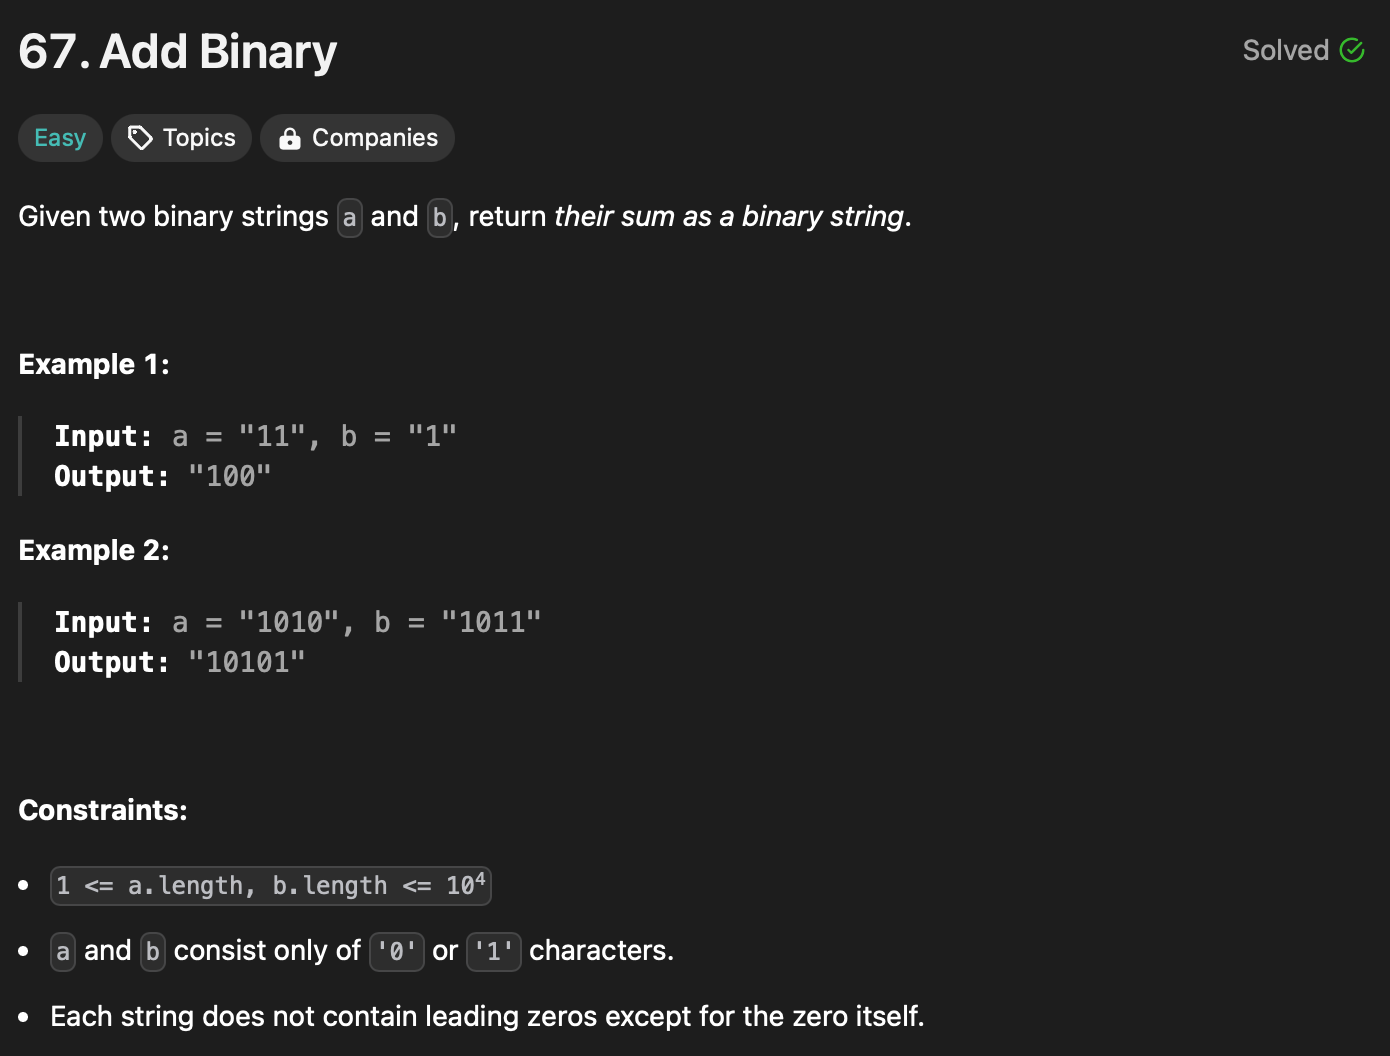 67. Add Binary
Solved
Easy
Topics
Companies
Given two binary strings a and b, return their sum as a binary string.
Example 1:
Input: a = "11", b = "1"
Output: "100"
Example 2:
Input: a = "1010", b = "1011"
Output: "10101"
Constraints:
1 <= a.length, b.length <= 10⁴
a and b consist only of '0' or '1' characters.
Each string does not contain leading zeros except for the zero itself.